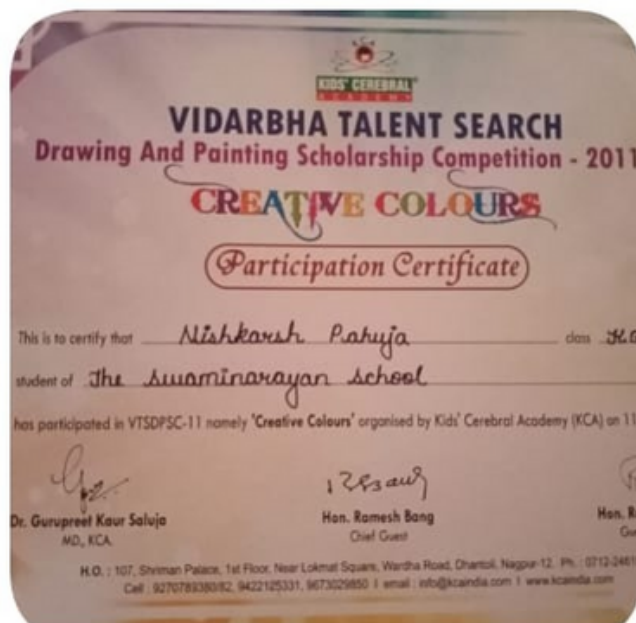 KIDS' CEREBRAL
ACADEMY
VIDARBHA TALENT SEARCH
Drawing And Painting Scholarship Competition - 2011
CREATIVE COLOURS
Participation Certificate
This is to certify that Nishkarsh Pahuja class K.G
student of The Swaminarayan School
has participated in VTSDPSC-11 namely 'Creative Colours' organised by Kids' Cerebral Academy (KCA) on 11
Dr. Gurupreet Kaur Saluja Hon. Ramesh Bang Hon. R
MD, KCA. Chief Guest Gu
H.O. : 107, Shriman Palace, 1st Floor, Near Lokmat Square, Wardha Road, Dhantoli, Nagpur-12. Ph. : 0712-2461
Cell : 9270789380/82, 9422125331, 9673029850 I email : info@kcaindia.com I www.kcaindia.com